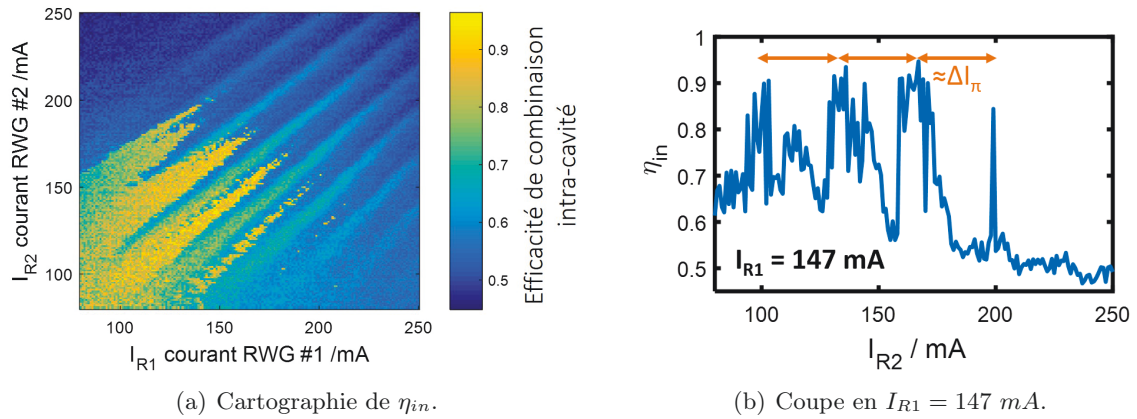 250
200
150
100
100
150
200
250
I_R2 courant RWG #2 /mA
I_R1 courant RWG #1 /mA
0.9
0.8
0.7
0.6
0.5
Efficacité de combinaison
intra-cavité
1
0.9
0.8
0.7
0.6
0.5
η_in
≈ΔI_π
I_R1 = 147 mA
100
150
200
250
I_R2 / mA
(a) Cartographie de η_in.
(b) Coupe en I_R1 = 147 mA.